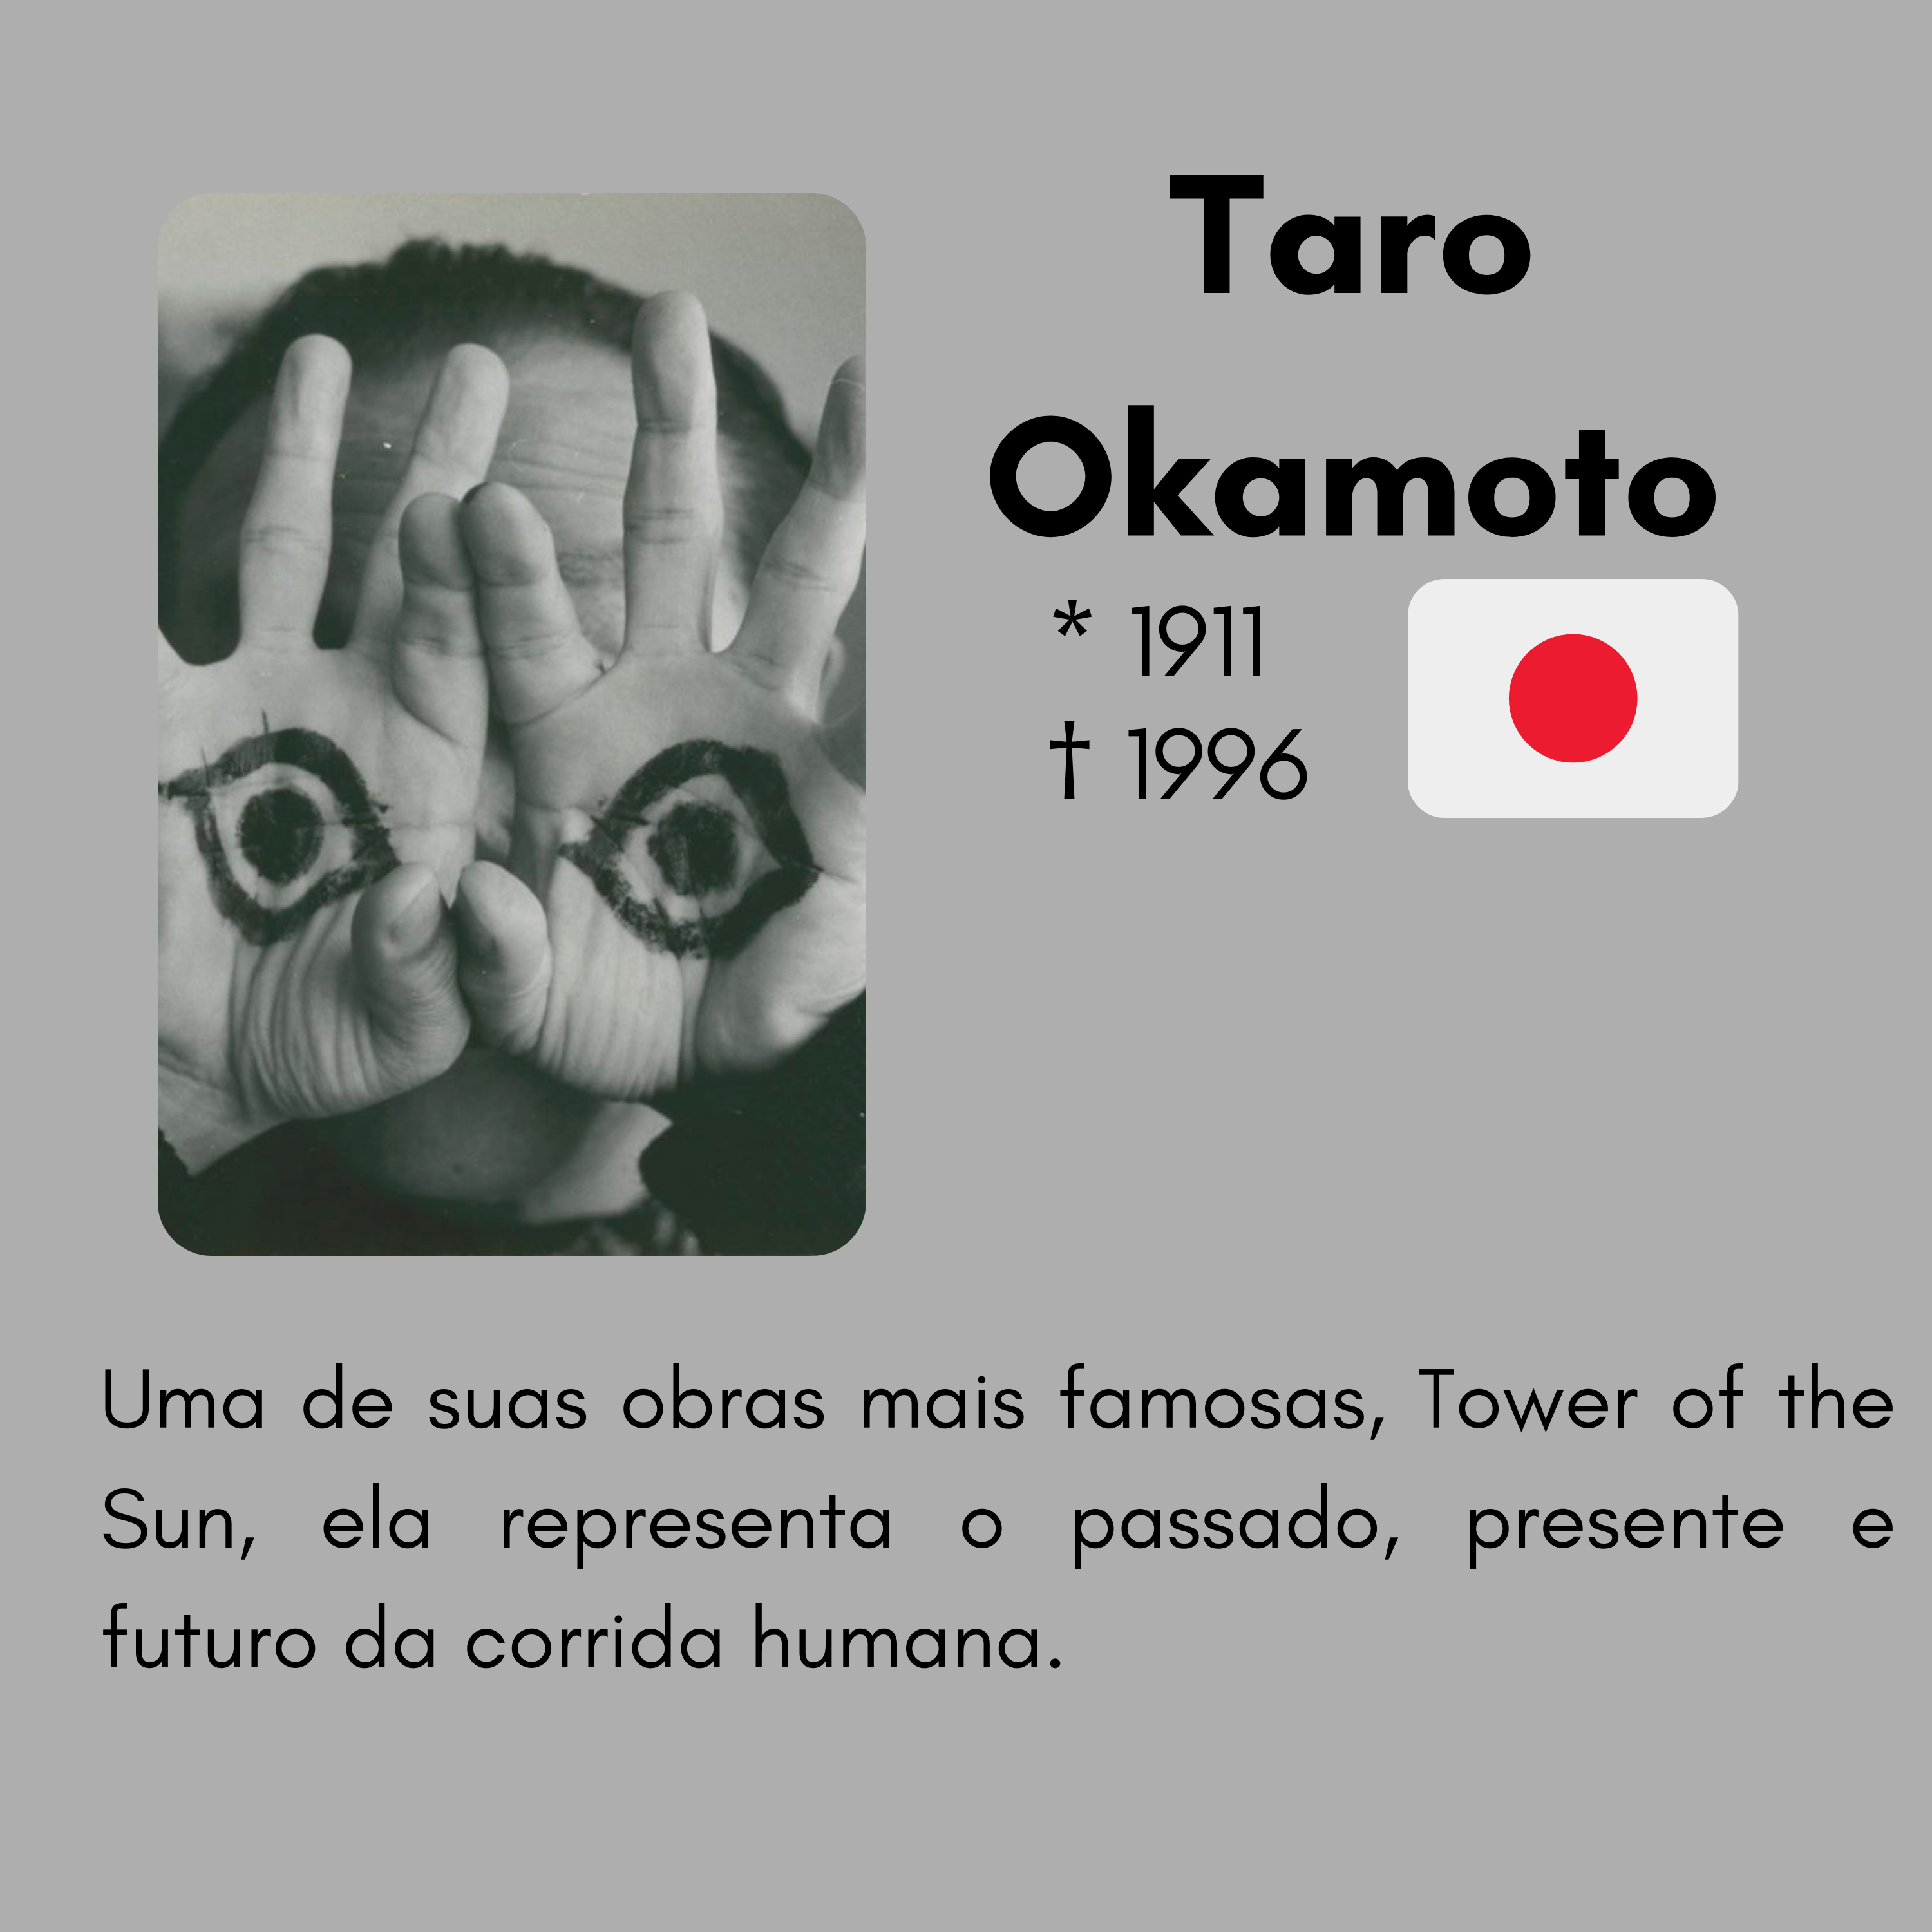 Taro
Okamoto
* 1911
† 1996
Uma de suas obras mais famosas, Tower of the
Sun, ela representa o passado, presente e
futuro da corrida humana.